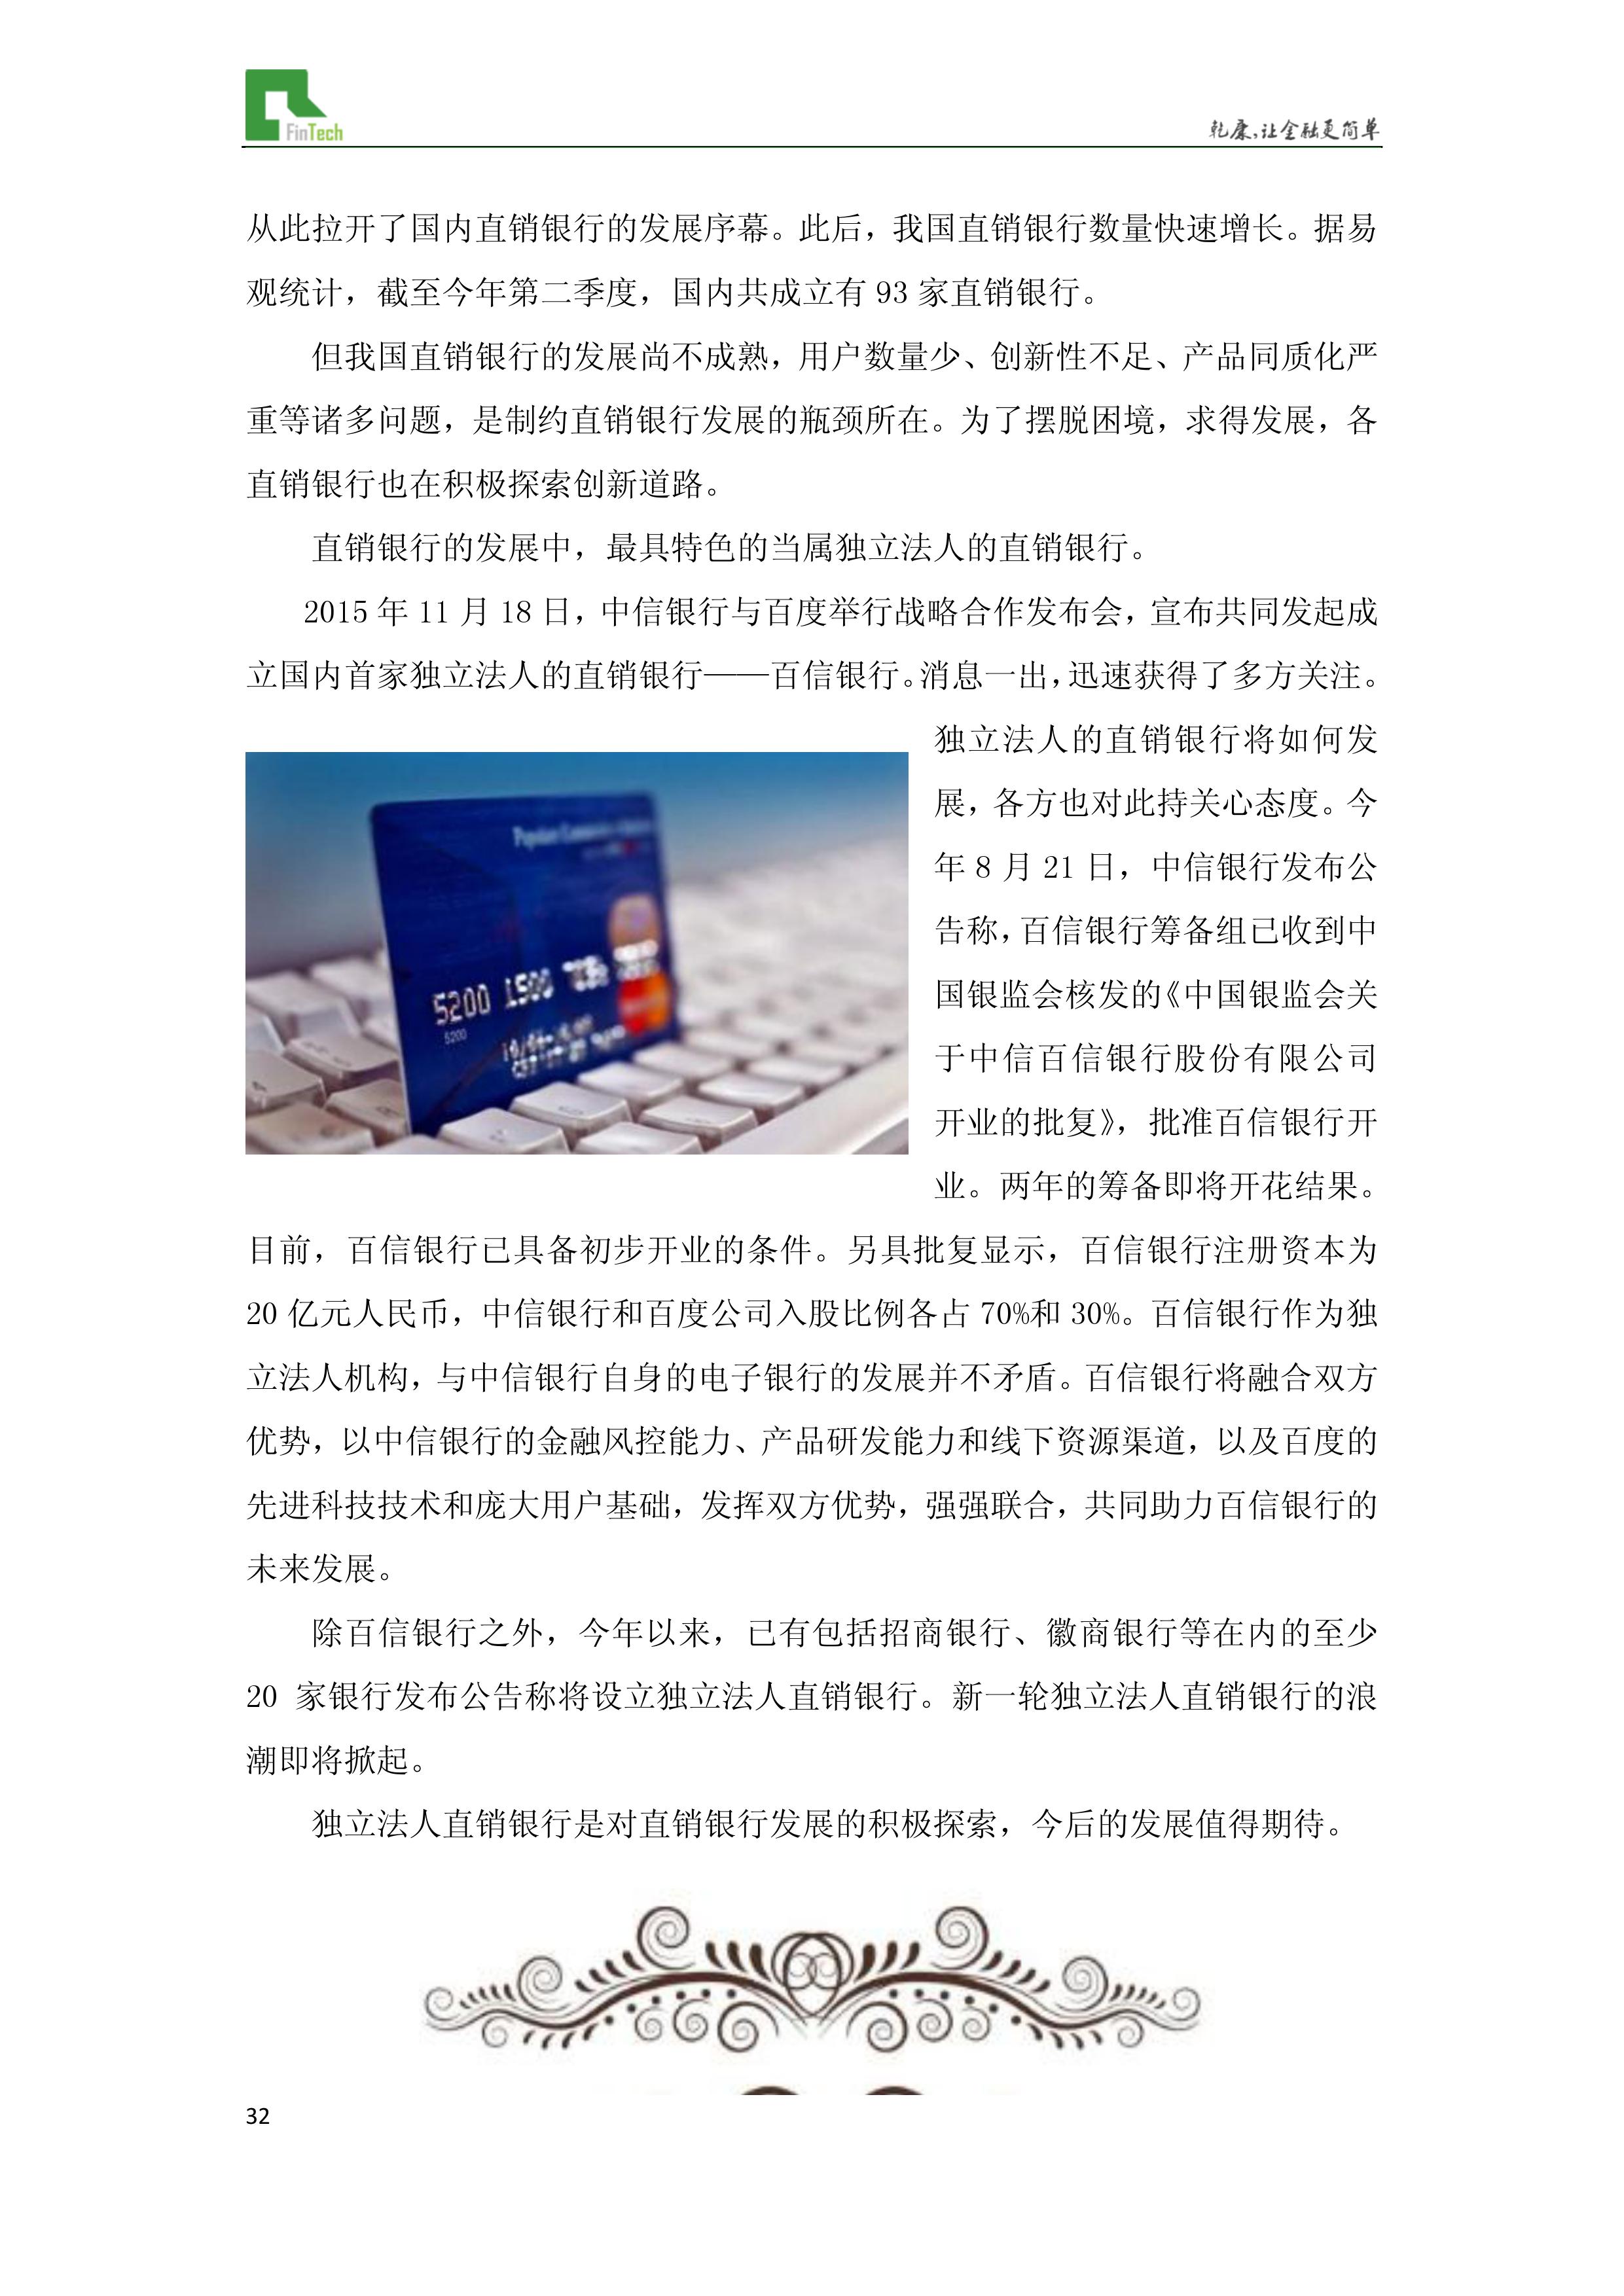 FinTech
乾康,让金融更简单
从此拉开了国内直销银行的发展序幕。此后，我国直销银行数量快速增长。据易
观统计，截至今年第二季度，国内共成立有 93 家直销银行。
但我国直销银行的发展尚不成熟，用户数量少、创新性不足、产品同质化严
重等诸多问题，是制约直销银行发展的瓶颈所在。为了摆脱困境，求得发展，各
直销银行也在积极探索创新道路。
直销银行的发展中，最具特色的当属独立法人的直销银行。
2015 年 11 月 18 日，中信银行与百度举行战略合作发布会，宣布共同发起成
立国内首家独立法人的直销银行——百信银行。消息一出，迅速获得了多方关注。
独立法人的直销银行将如何发
展，各方也对此持关心态度。今
年 8 月 21 日，中信银行发布公
告称，百信银行筹备组已收到中
国银监会核发的《中国银监会关
于中信百信银行股份有限公司
开业的批复》，批准百信银行开
业。两年的筹备即将开花结果。
5200 1500
5200
目前，百信银行已具备初步开业的条件。另具批复显示，百信银行注册资本为
20 亿元人民币，中信银行和百度公司入股比例各占 70%和 30%。百信银行作为独
立法人机构，与中信银行自身的电子银行的发展并不矛盾。百信银行将融合双方
优势，以中信银行的金融风控能力、产品研发能力和线下资源渠道，以及百度的
先进科技技术和庞大用户基础，发挥双方优势，强强联合，共同助力百信银行的
未来发展。
除百信银行之外，今年以来，已有包括招商银行、徽商银行等在内的至少
20 家银行发布公告称将设立独立法人直销银行。新一轮独立法人直销银行的浪
潮即将掀起。
独立法人直销银行是对直销银行发展的积极探索，今后的发展值得期待。
32